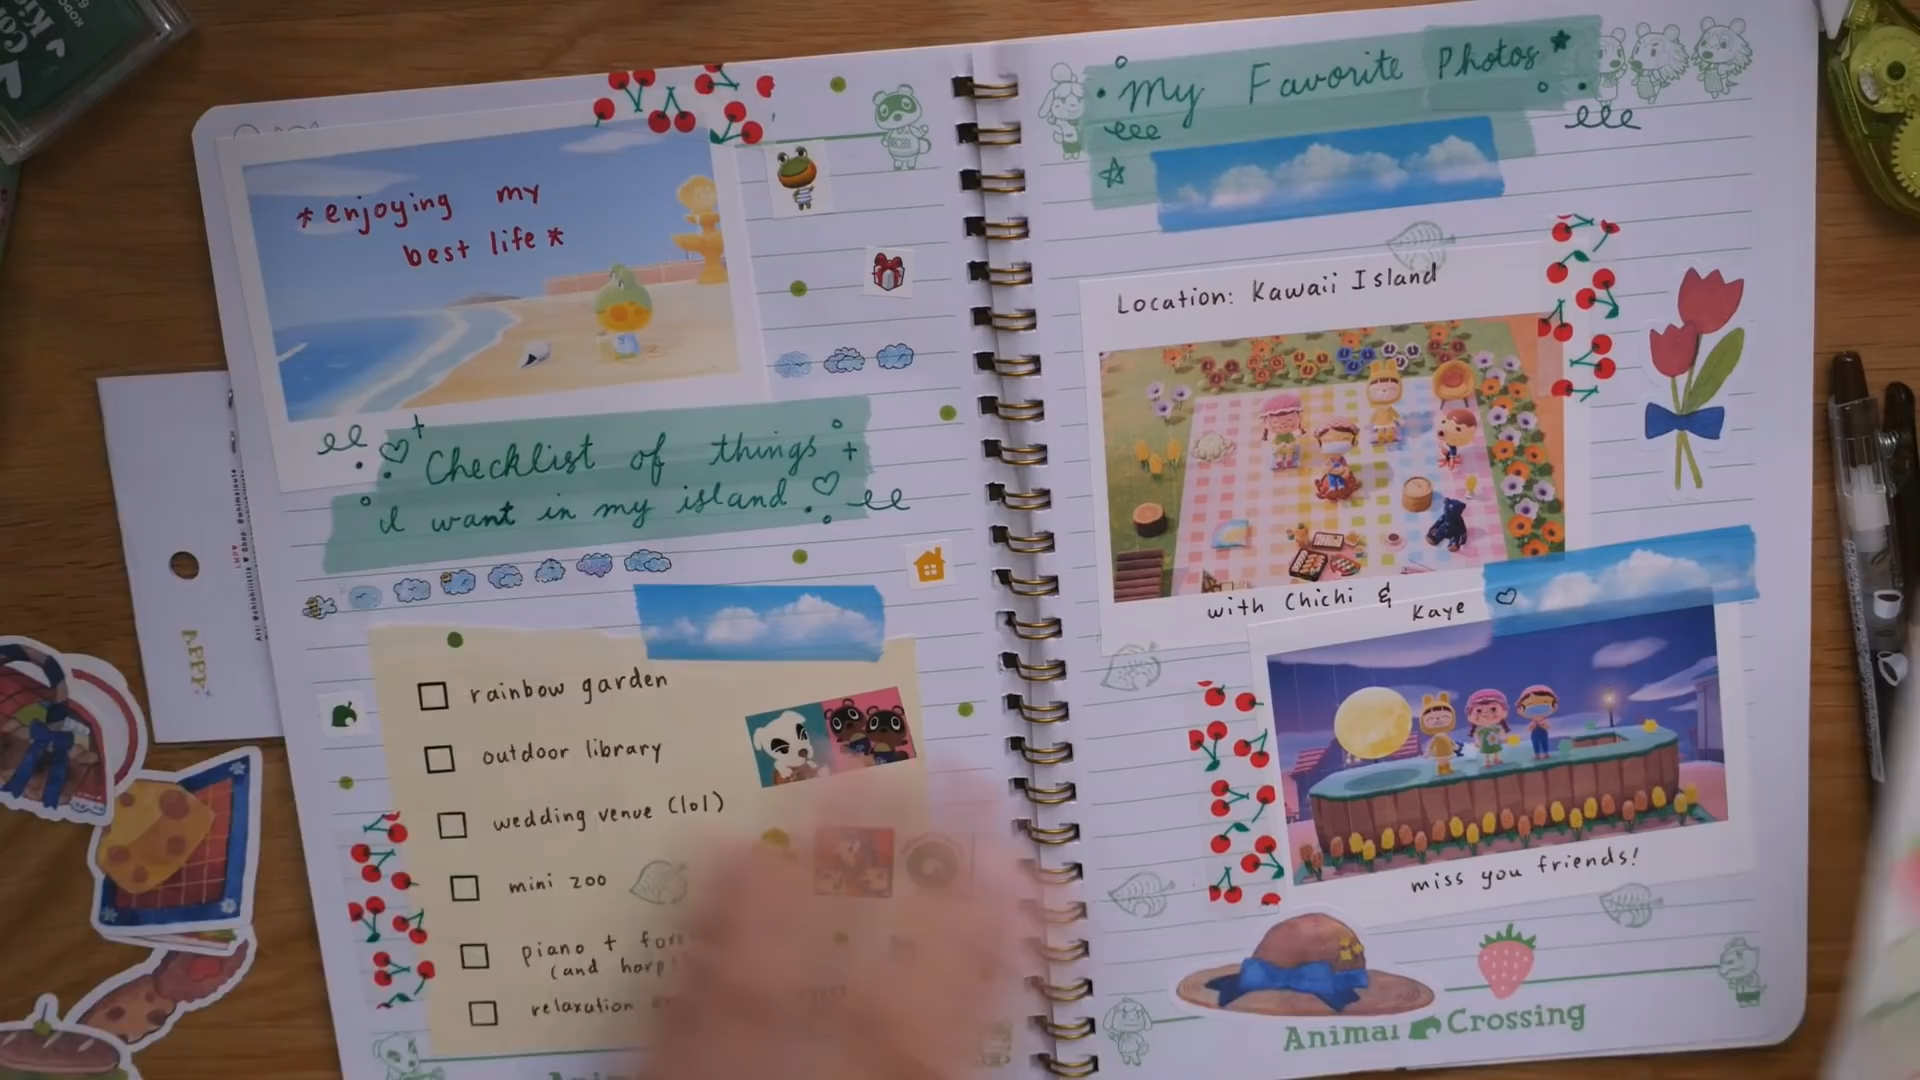 *enjoying my
best life*
Checklist of things
I want in my island
rainbow garden
outdoor library
wedding venue (lol)
mini zoo
piano +
(and harp
relaxation
My Favorite Photos
Location: Kawaii Island
with Chichi & Kaye
miss you friends!
Animal Crossing
APPY